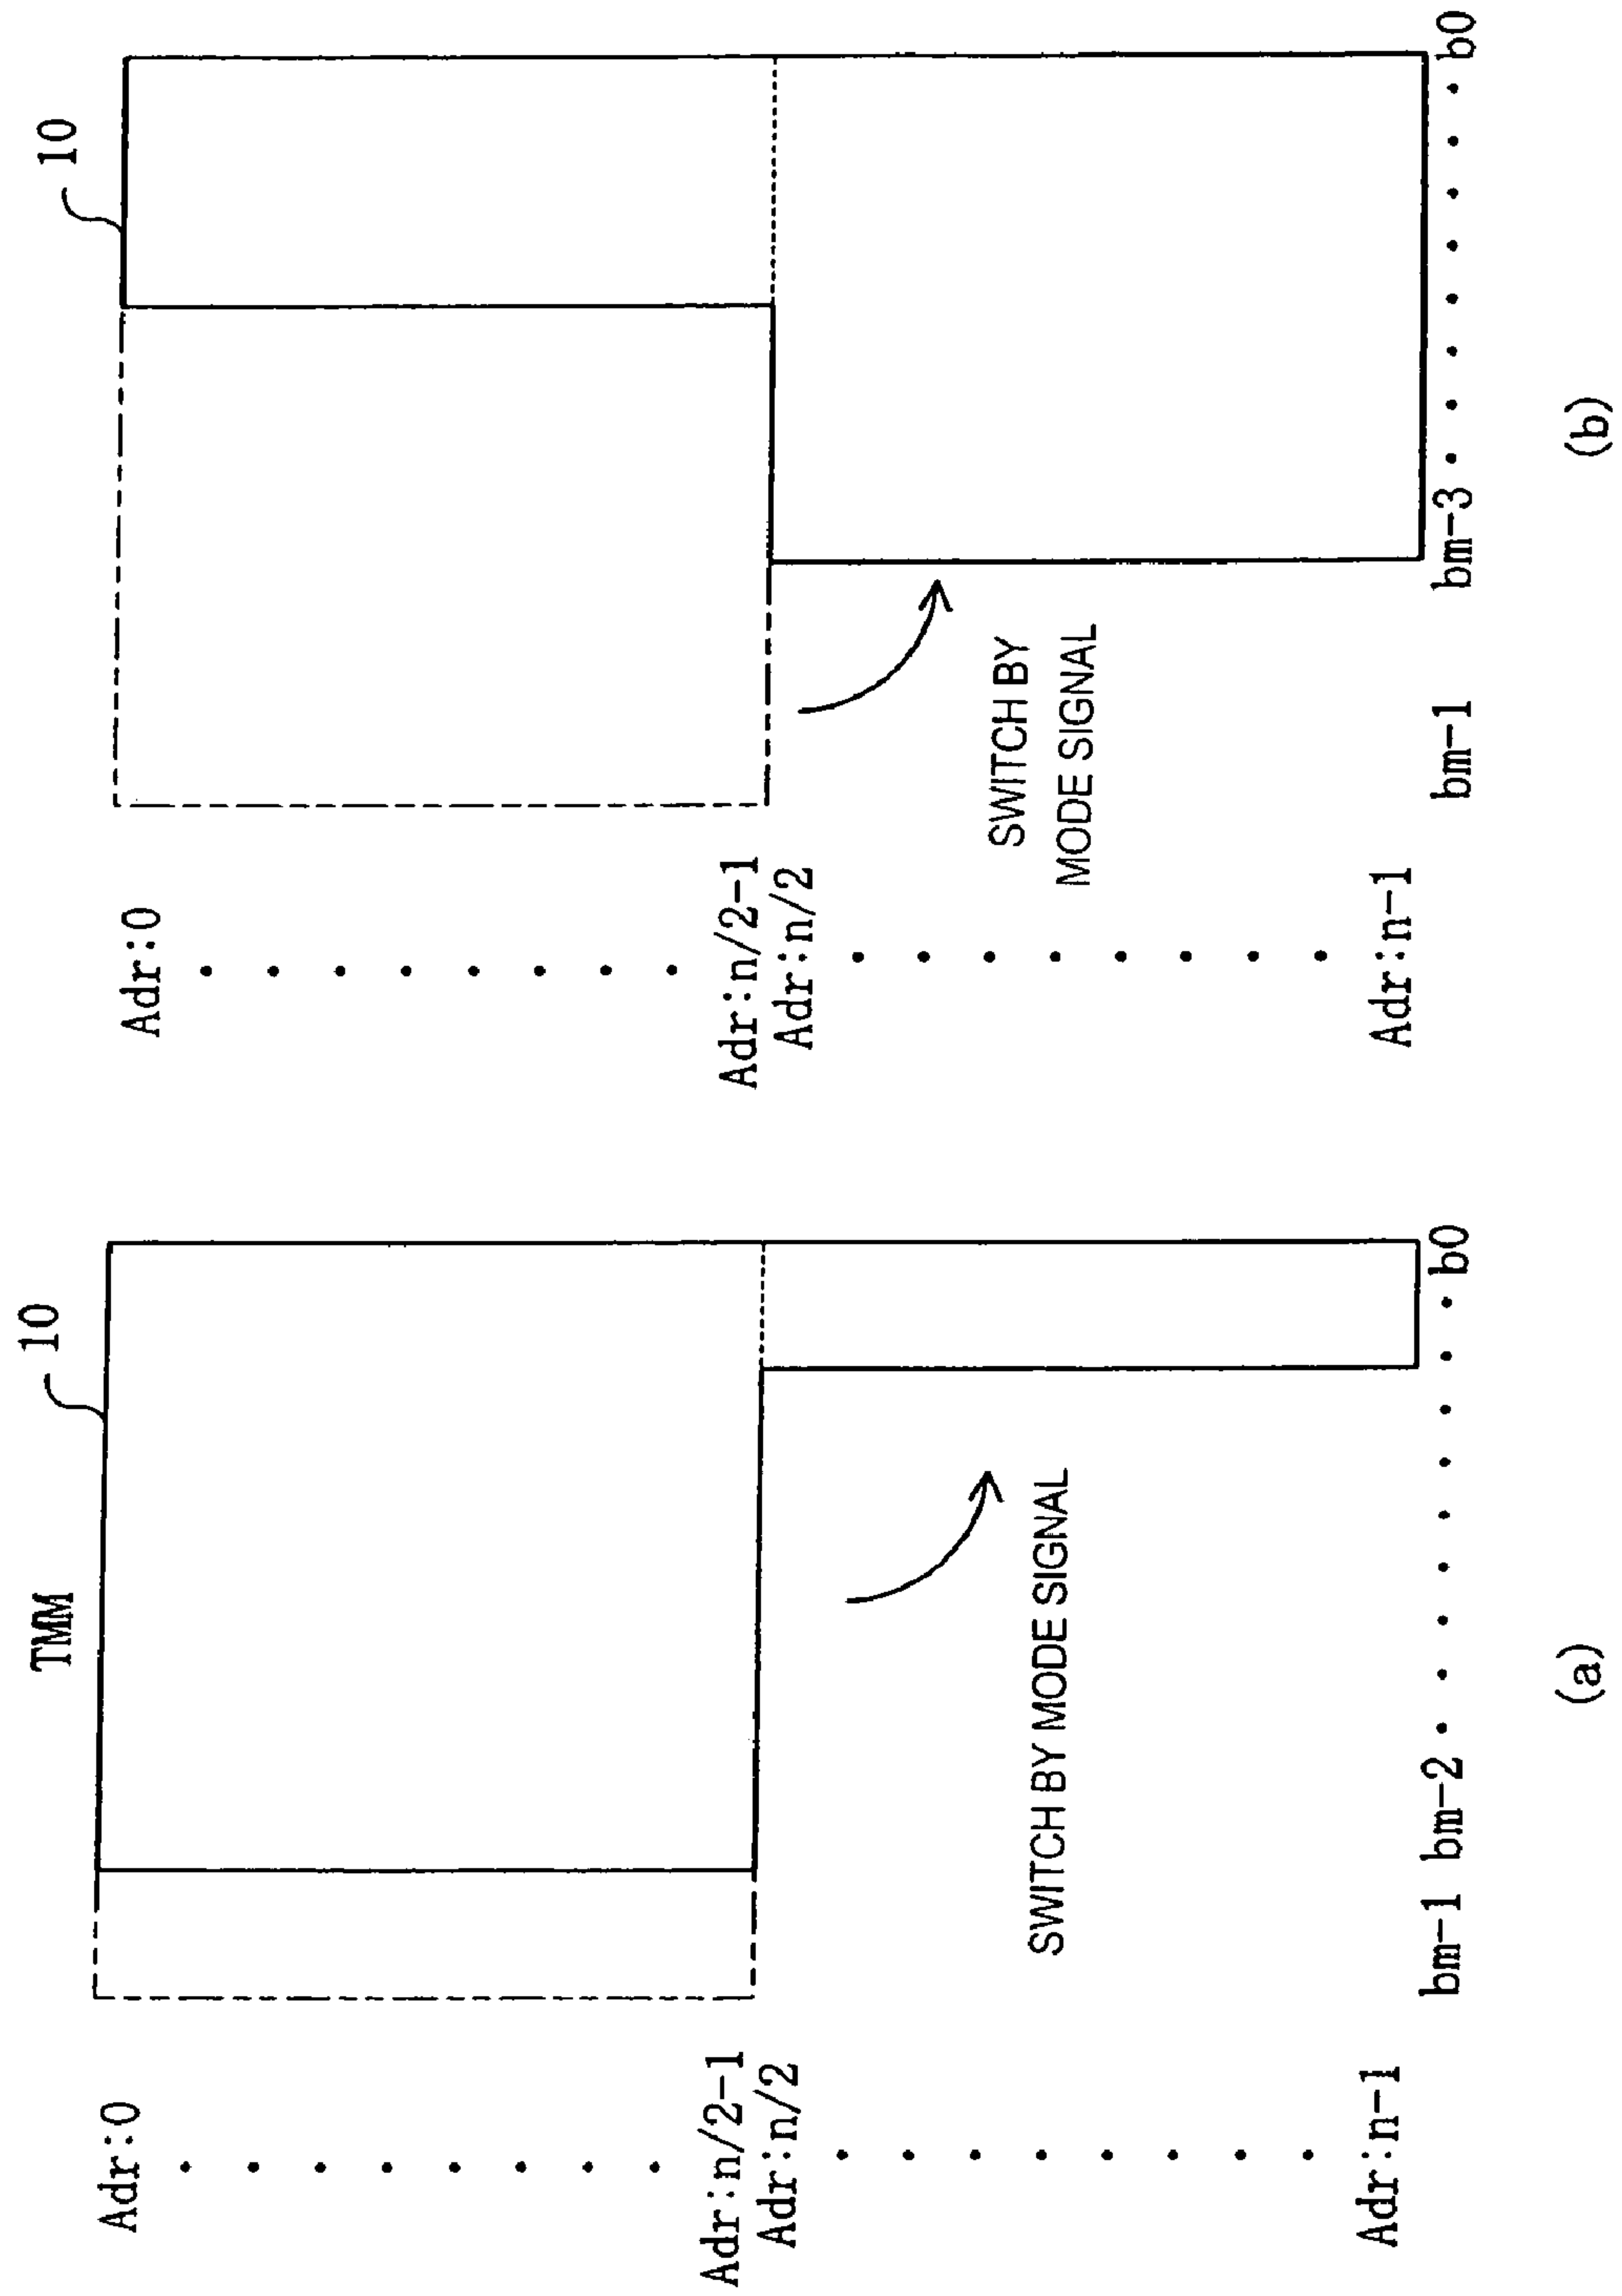 TMM
10
Adr:0
Adr:n/2-1
Adr:n/2
Adr:n-1
SWITCH BY MODE SIGNAL
bm-1 bm-2 · · · · · · · · · b0
(a)
10
Adr:0
Adr:n/2-1
Adr:n/2
Adr:n-1
SWITCH BY
MODE SIGNAL
bm-1 bm-3 · · · · · · · · b0
(b)